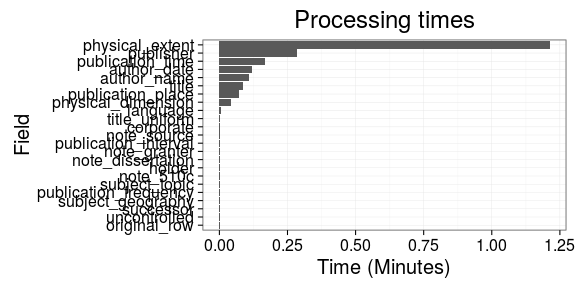 Processing times
physical_extent
publisher
publication_time
author_date
author_name
title
publication_place
physical_dimension
language
title_uniform
corporate
note_source
publication_interval
note_granter
note_dissertation
holder
note_510c
subject_topic
publication_frequency
subject_geography
successor
uncontrolled
original_row
Field
0.00 0.25 0.50 0.75 1.00 1.25
Time (Minutes)